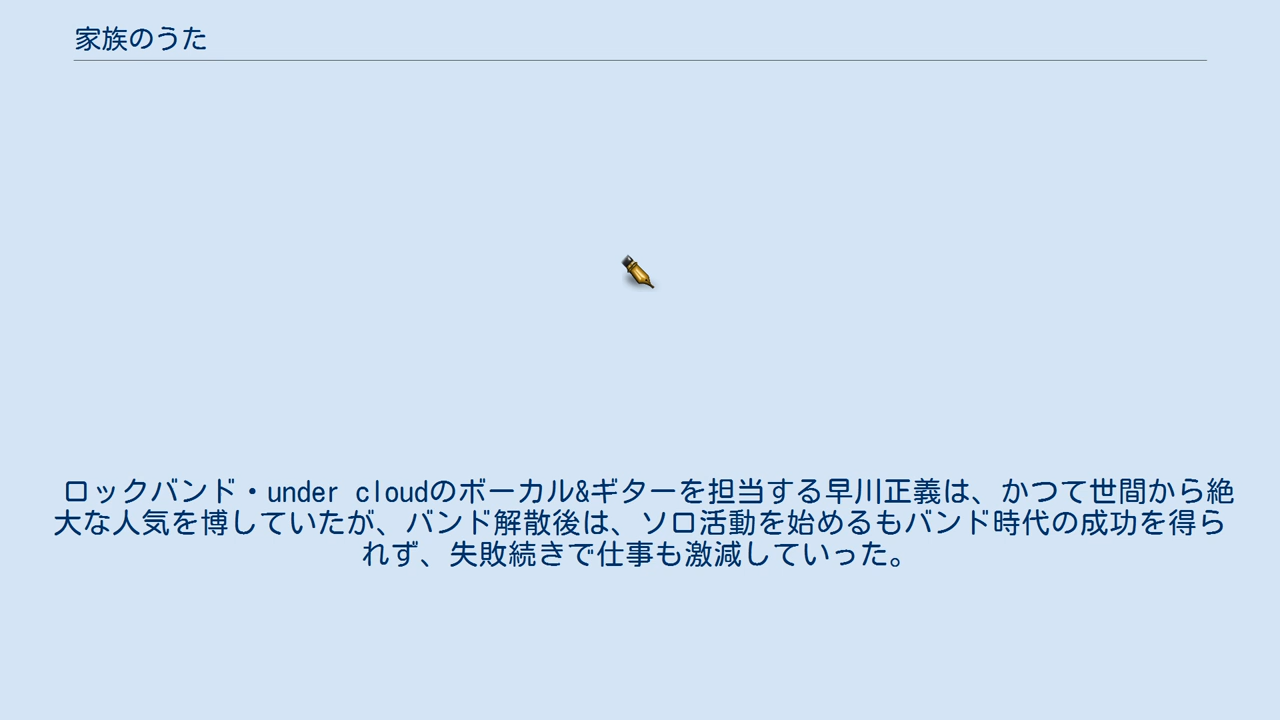 家族のうた
ロックバンド・under cloudのボーカル&ギターを担当する早川正義は、かつて世間から絶
大な人気を博していたが、バンド解散後は、ソロ活動を始めるもバンド時代の成功を得ら
れず、失敗続きで仕事も激減していった。